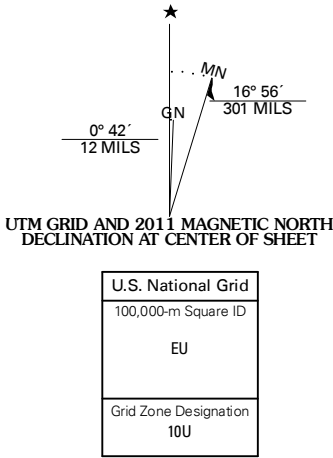 MN
GN
16° 56´
301 MILS
0° 42´
12 MILS
UTM GRID AND 2011 MAGNETIC NORTH
DECLINATION AT CENTER OF SHEET
U.S. National Grid
100,000-m Square ID
EU
Grid Zone Designation
10U